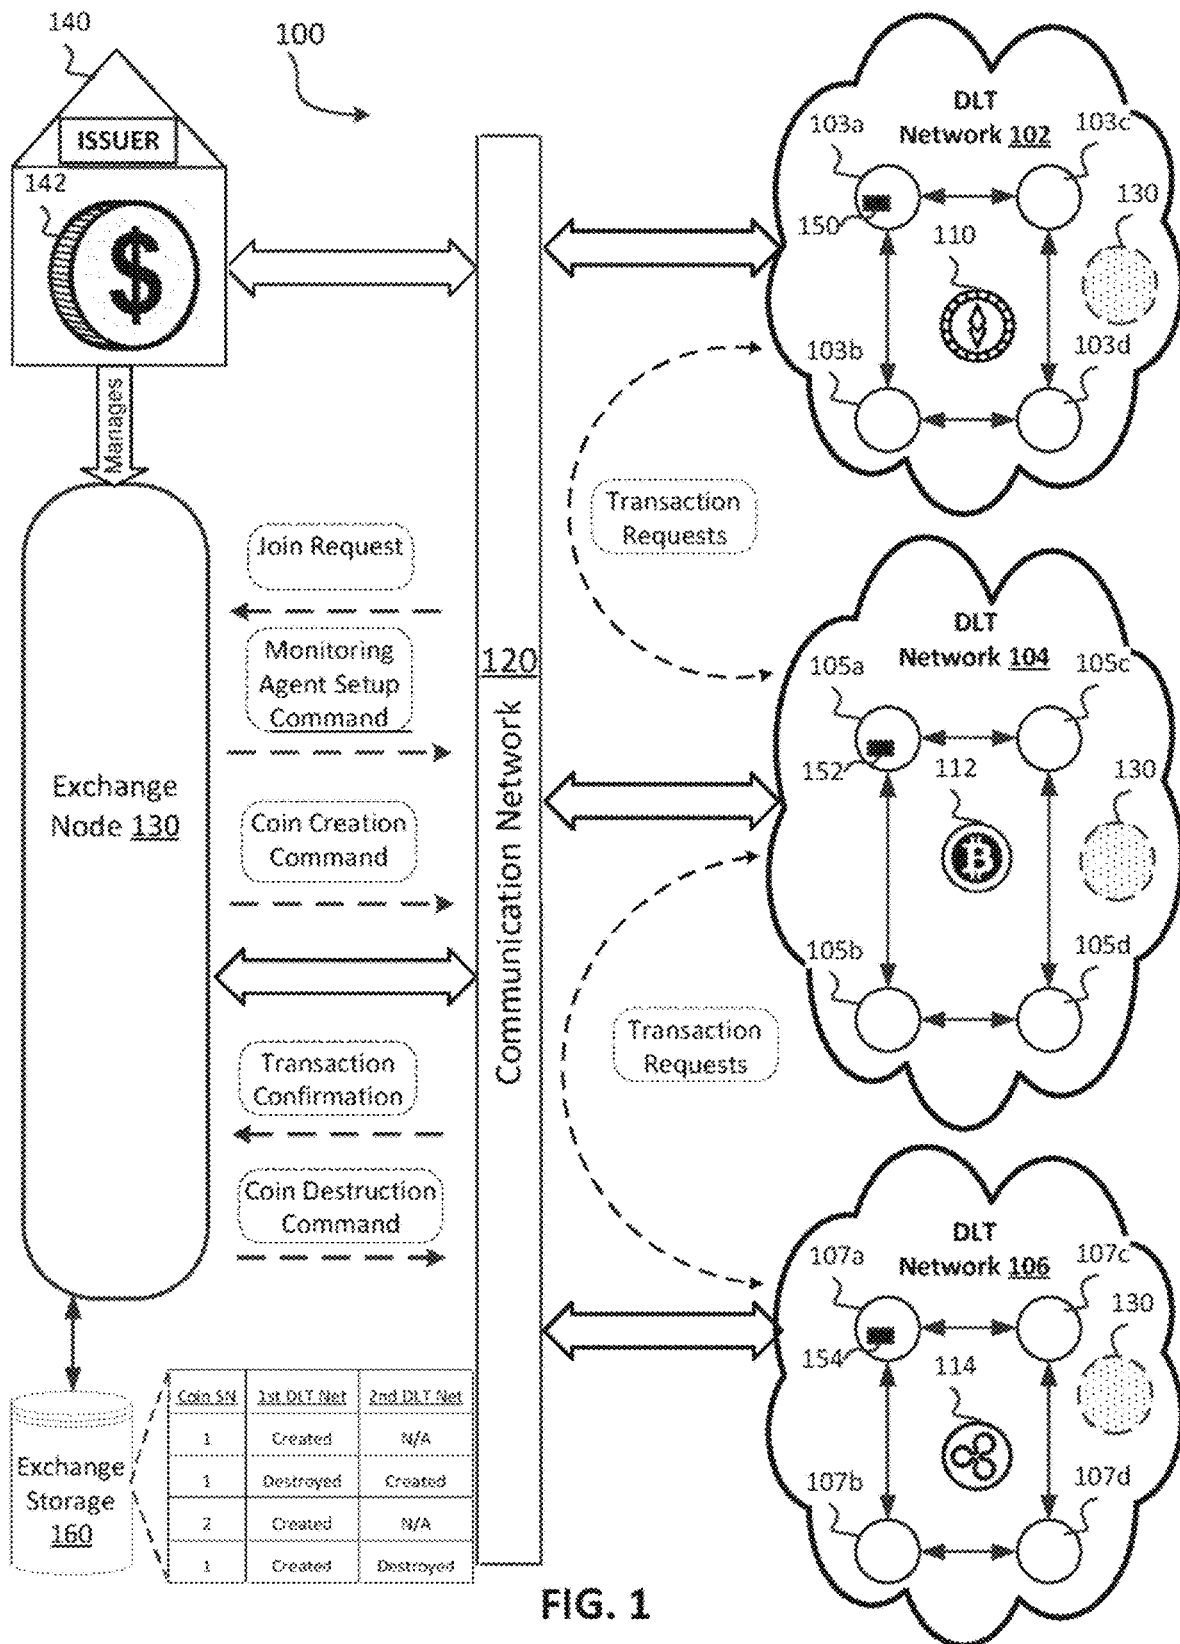 140
100
ISSUER
142
$
Manages
Join Request
Monitoring
Agent Setup
Command
Exchange
Node 130
Coin Creation
Command
Transaction
Confirmation
Coin Destruction
Command
Exchange
Storage
160
Coin SN 1st DLT Net 2nd DLT Net
1 Created N/A
1 Destroyed Created
2 Created N/A
1 Created Destroyed
120
Communication Network
Transaction
Requests
Transaction
Requests
DLT
Network 102
103a
103c
150
110
130
103b
103d
DLT
Network 104
105a
105c
152
112
130
B
105b
105d
DLT
Network 106
107a
107c
154
114
130
107b
107d
FIG. 1